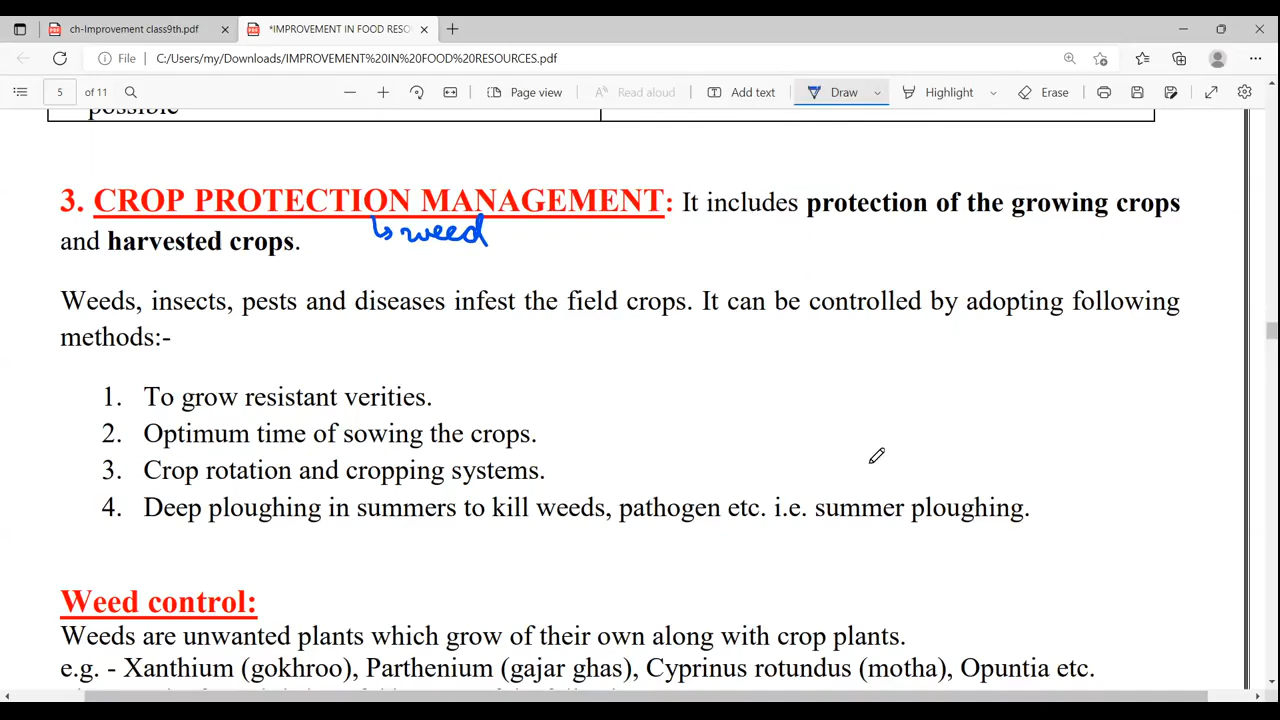 ch-Improvement class9th.pdf
*IMPROVEMENT IN FOOD RESO
File C:/Users/my/Downloads/IMPROVEMENT%20IN%20FOOD%20RESOURCES.pdf
5 of 11 Page view Read aloud Add text Draw Highlight Erase
possible
3. CROP PROTECTION MANAGEMENT: It includes protection of the growing crops
weed
and harvested crops.
Weeds, insects, pests and diseases infest the field crops. It can be controlled by adopting following
methods:-
1. To grow resistant verities.
2. Optimum time of sowing the crops.
3. Crop rotation and cropping systems.
4. Deep ploughing in summers to kill weeds, pathogen etc. i.e. summer ploughing.
Weed control:
Weeds are unwanted plants which grow of their own along with crop plants.
e.g. - Xanthium (gokhroo), Parthenium (gajar ghas), Cyprinus rotundus (motha), Opuntia etc.